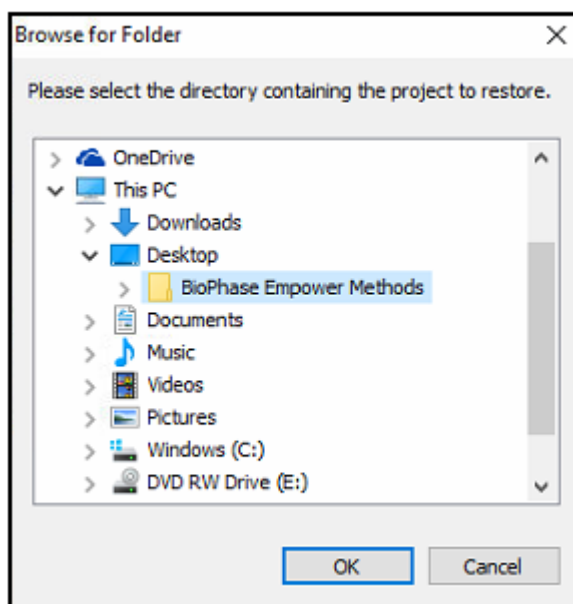 Browse for Folder
Please select the directory containing the project to restore.
OneDrive
This PC
Downloads
Desktop
BioPhase Empower Methods
Documents
Music
Videos
Pictures
Windows (C:)
DVD RW Drive (E:)
OK Cancel